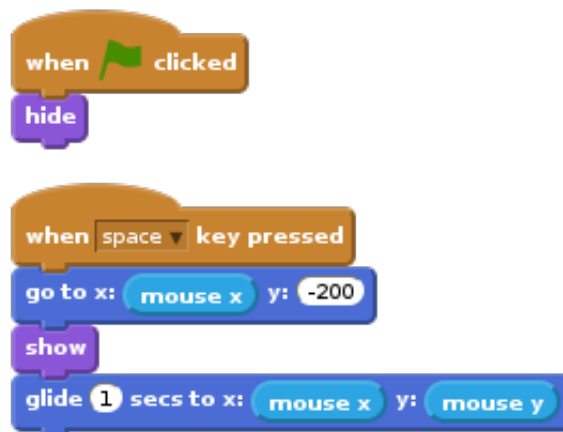 when clicked
hide
when space key pressed
go to x: mouse x y: -200
show
glide 1 secs to x: mouse x y: mouse y